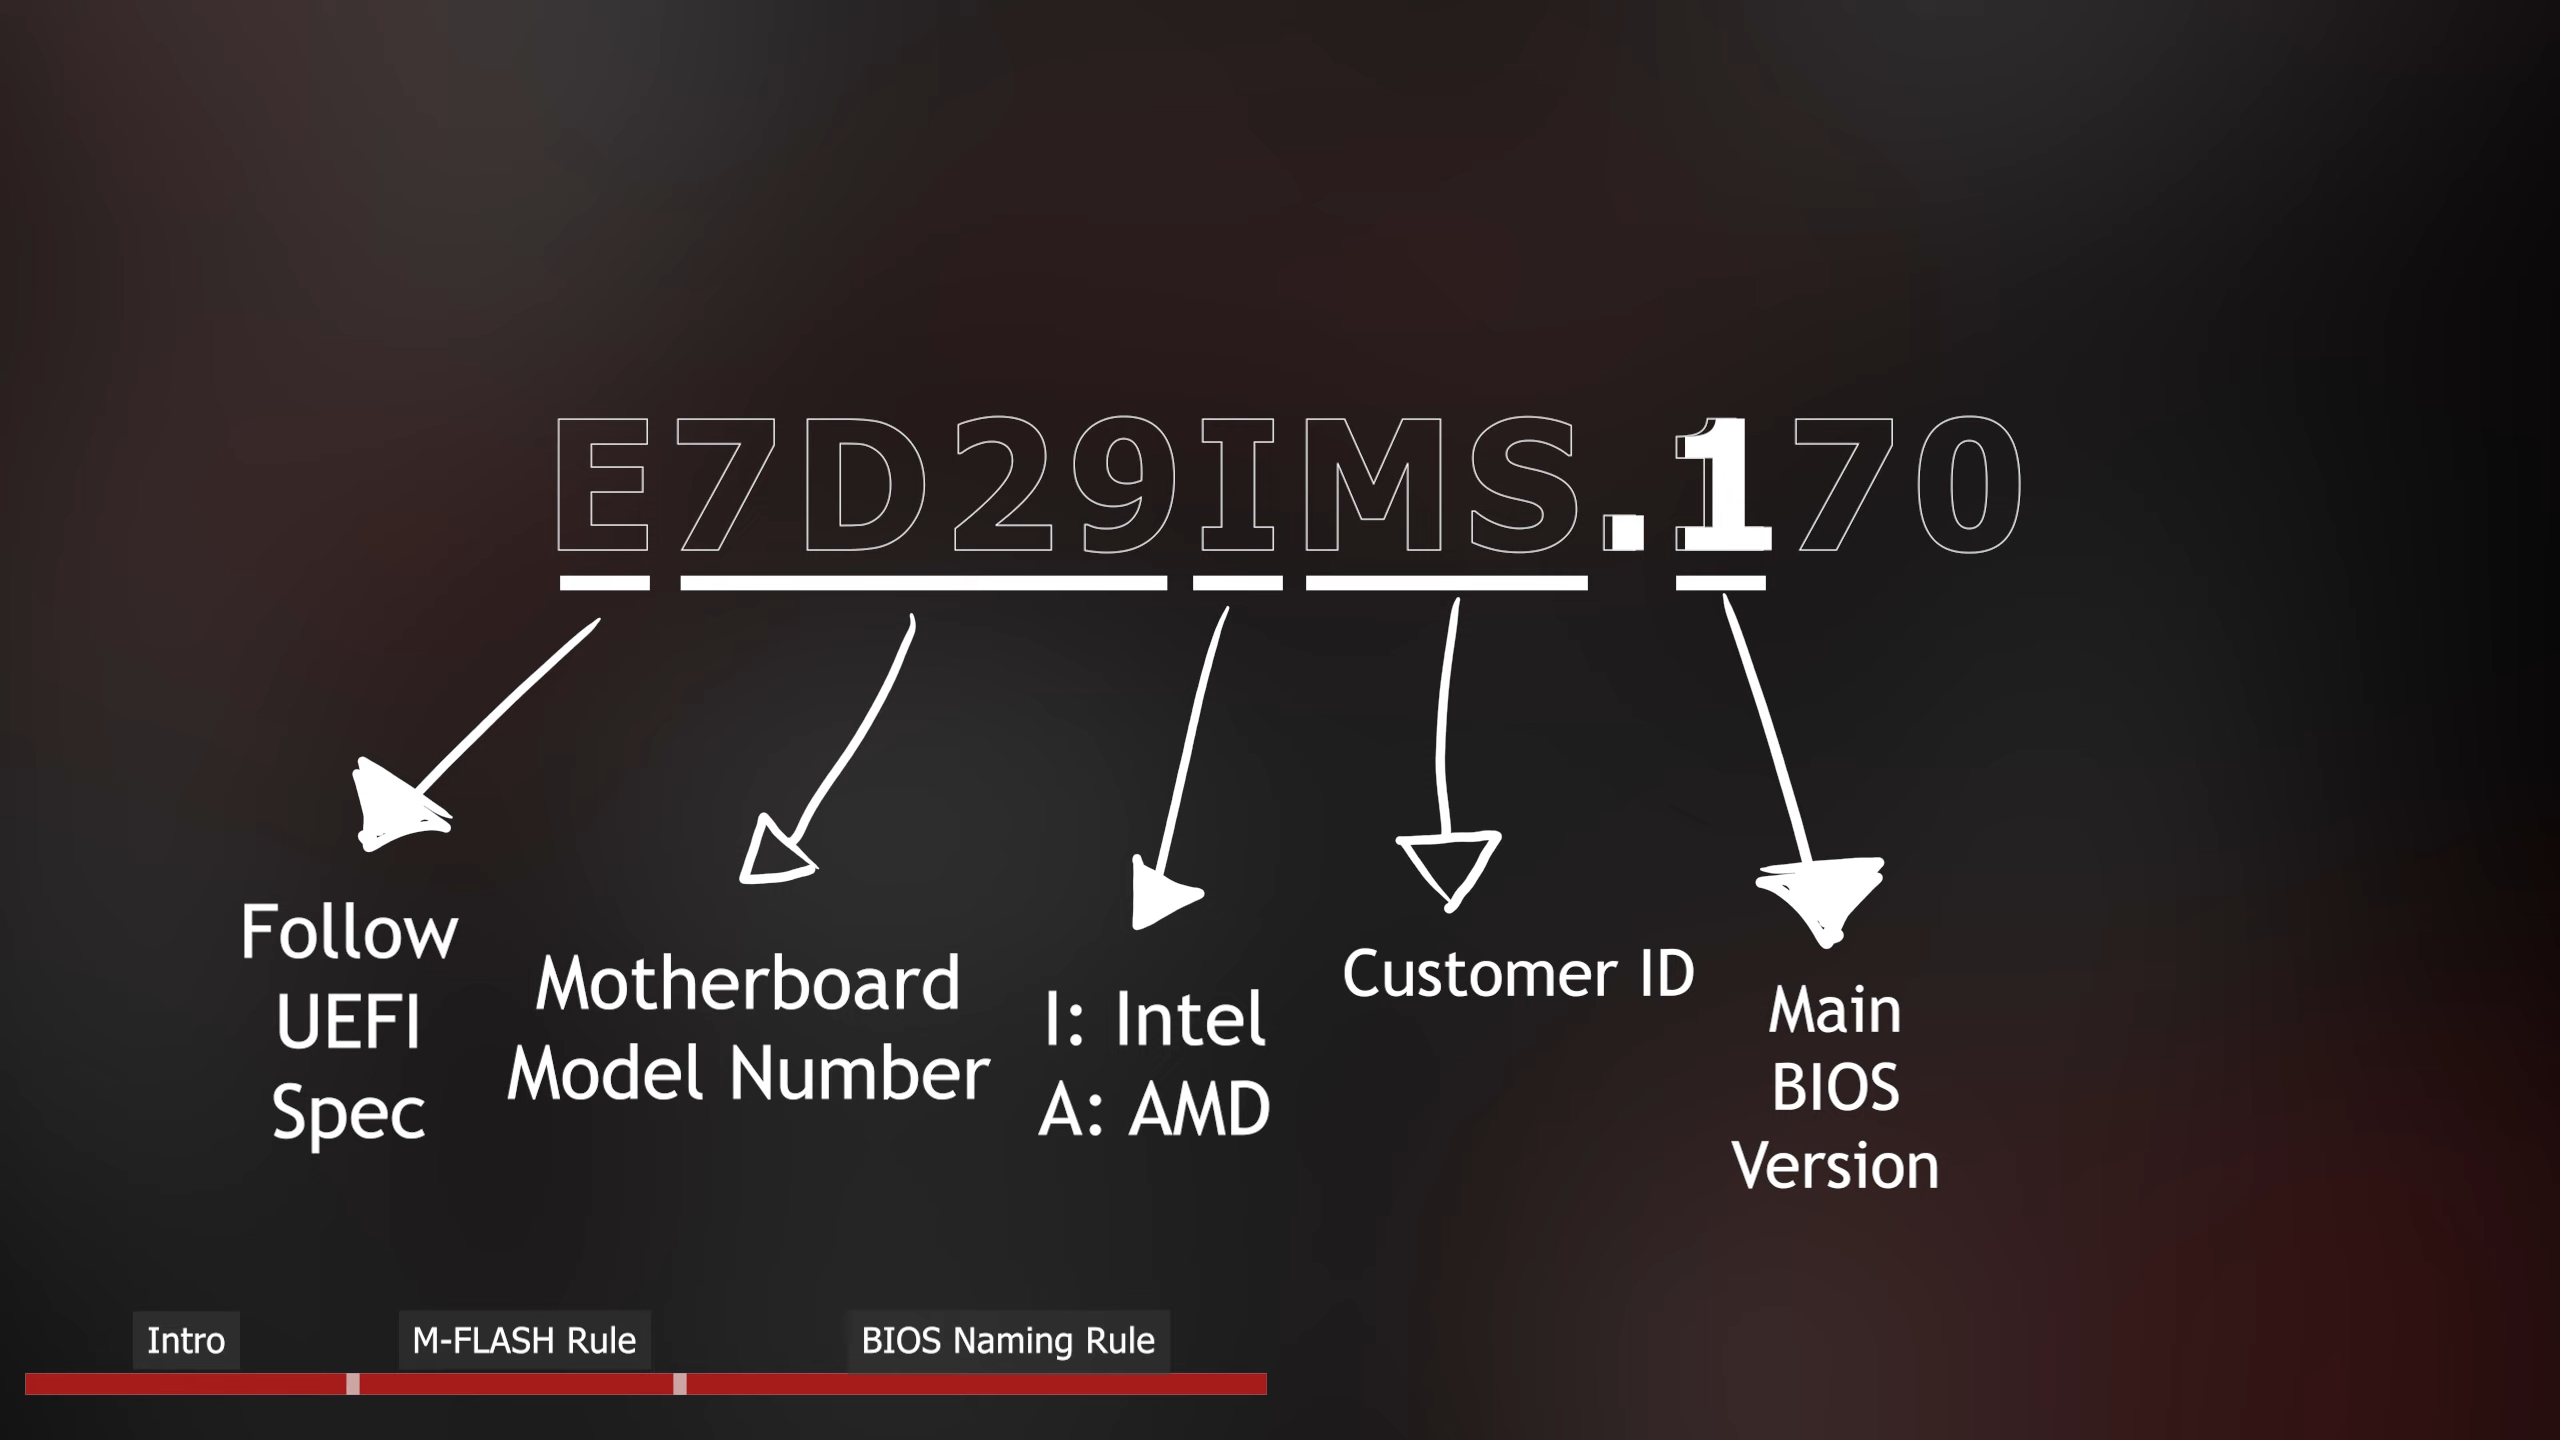 E7D29IMS.170
Follow
UEFI
Spec
Motherboard
Model Number
I: Intel
A: AMD
Customer ID
Main
BIOS
Version
Intro
M-FLASH Rule
BIOS Naming Rule